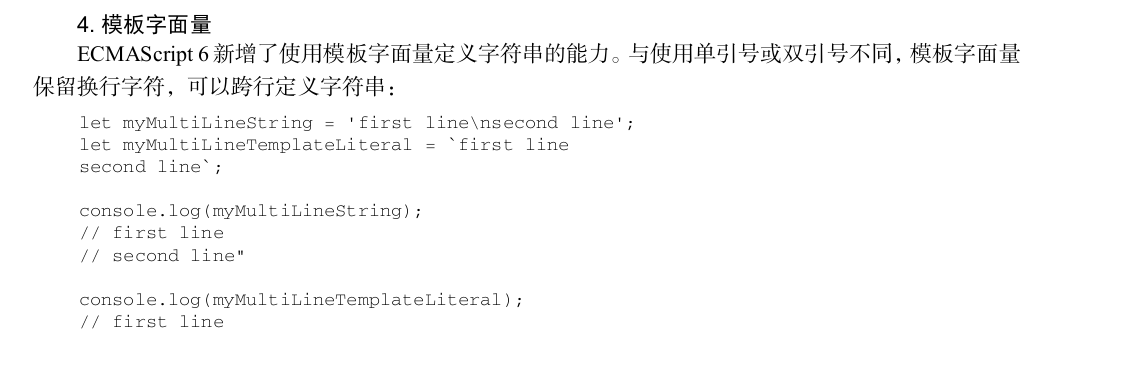 4. 模板字面量
ECMAScript 6 新增了使用模板字面量定义字符串的能力。与使用单引号或双引号不同，模板字面量
保留换行字符，可以跨行定义字符串：
let myMultiLineString = 'first line\nsecond line';
let myMultiLineTemplateLiteral = `first line
second line`;
console.log(myMultiLineString);
// first line
// second line"
console.log(myMultiLineTemplateLiteral);
// first line